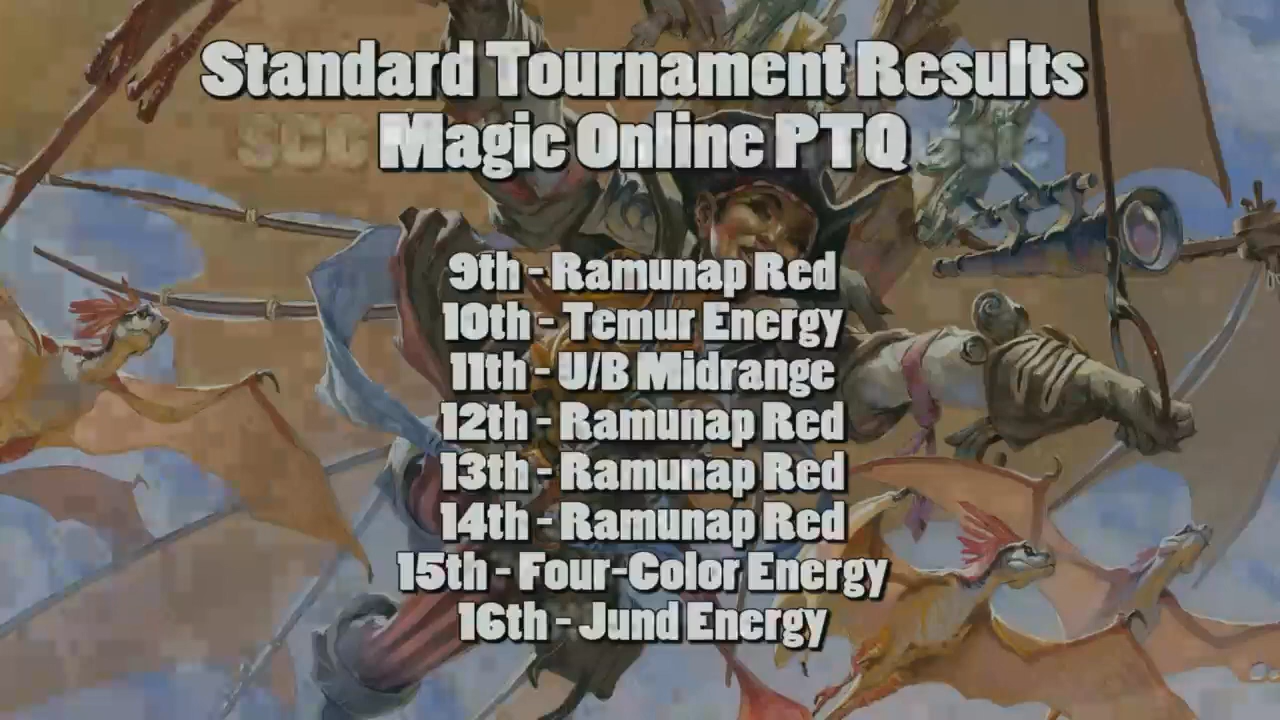 Standard Tournament Results
Magic Online PTQ
9th - Ramunap Red
10th - Temur Energy
11th - U/B Midrange
12th - Ramunap Red
13th - Ramunap Red
14th - Ramunap Red
15th - Four-Color Energy
16th - Jund Energy